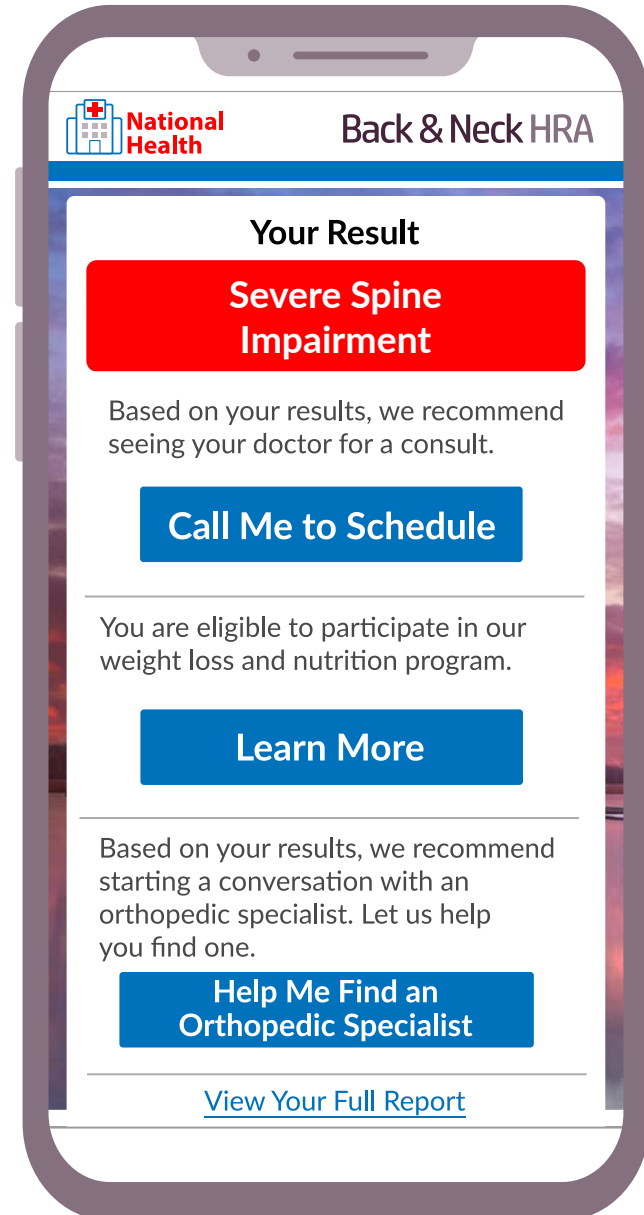 National
Health
Back & Neck HRA
Your Result
Severe Spine
Impairment
Based on your results, we recommend
seeing your doctor for a consult.
Call Me to Schedule
You are eligible to participate in our
weight loss and nutrition program.
Learn More
Based on your results, we recommend
starting a conversation with an
orthopedic specialist. Let us help
you find one.
Help Me Find an
Orthopedic Specialist
View Your Full Report